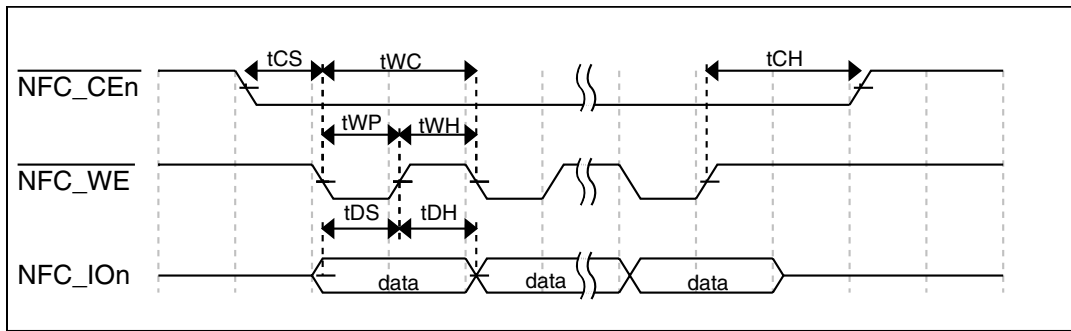 tCS
tWC
tCH
NFC_CEn
tWP
tWH
NFC_WE
tDS
tDH
NFC_IOn
data
data
data